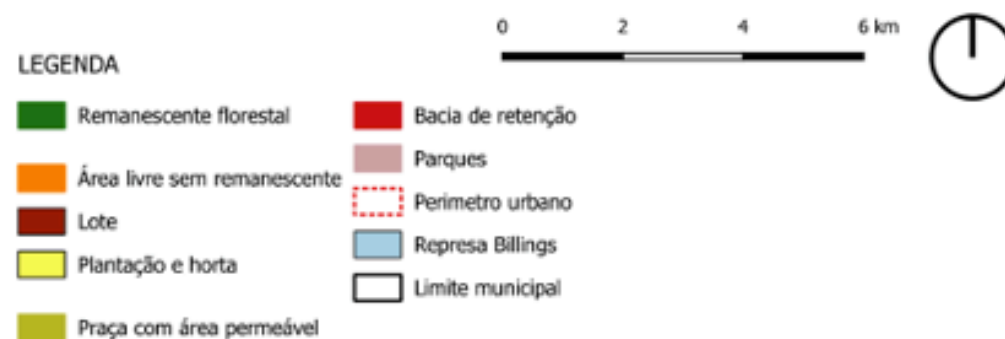 0 2 4 6 km
LEGENDA
Remanescente florestal
Área livre sem remanescente
Lote
Plantação e horta
Praça com área permeável
Bacia de retenção
Parques
Perimetro urbano
Represa Billings
Limite municipal